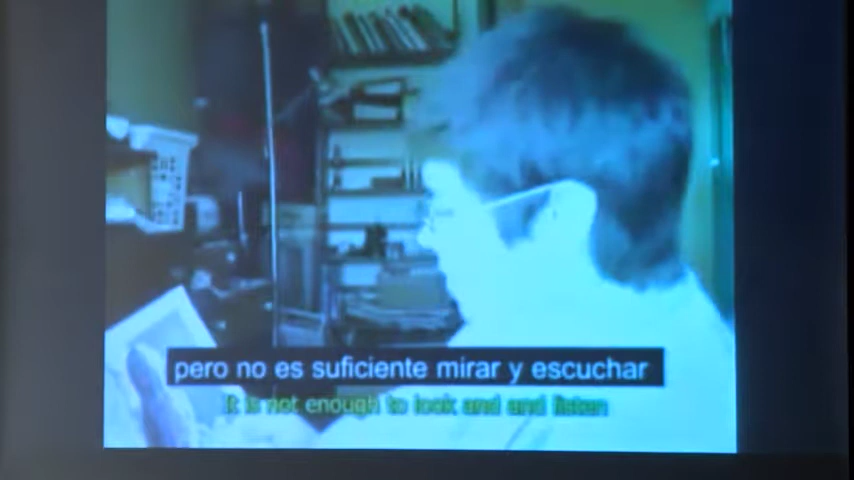 pero no es suficiente mirar y escuchar
It is not enough to look and and listen